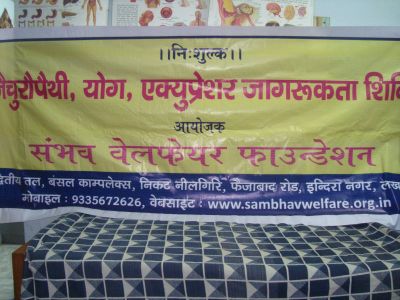 ।।निःशुल्क।।
नेचुरोपैथी, योग, एक्युप्रेशर जागरूकता शिवि
आयोजक
संभव वेलफेयर फाउन्डेशन
द्वितीय तल, बंसल काम्पलेक्स, निकट नीलगिरि, फैजाबाद रोड, इन्दिरा नगर, लख
मोबाइल : 9335672626, वेबसाईट : www.sambhavwelfare.org.in